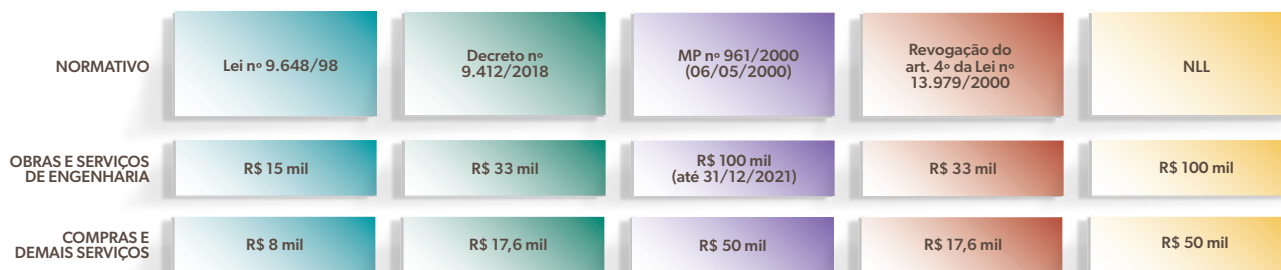 NORMATIVO
Lei nº 9.648/98
Decreto nº
9.412/2018
MP nº 961/2000
(06/05/2000)
Revogação do
art. 4º da Lei nº
13.979/2000
NLL
OBRAS E SERVIÇOS
DE ENGENHARIA
R$ 15 mil
R$ 33 mil
R$ 100 mil
(até 31/12/2021)
R$ 33 mil
R$ 100 mil
COMPRAS E
DEMAIS SERVIÇOS
R$ 8 mil
R$ 17,6 mil
R$ 50 mil
R$ 17,6 mil
R$ 50 mil